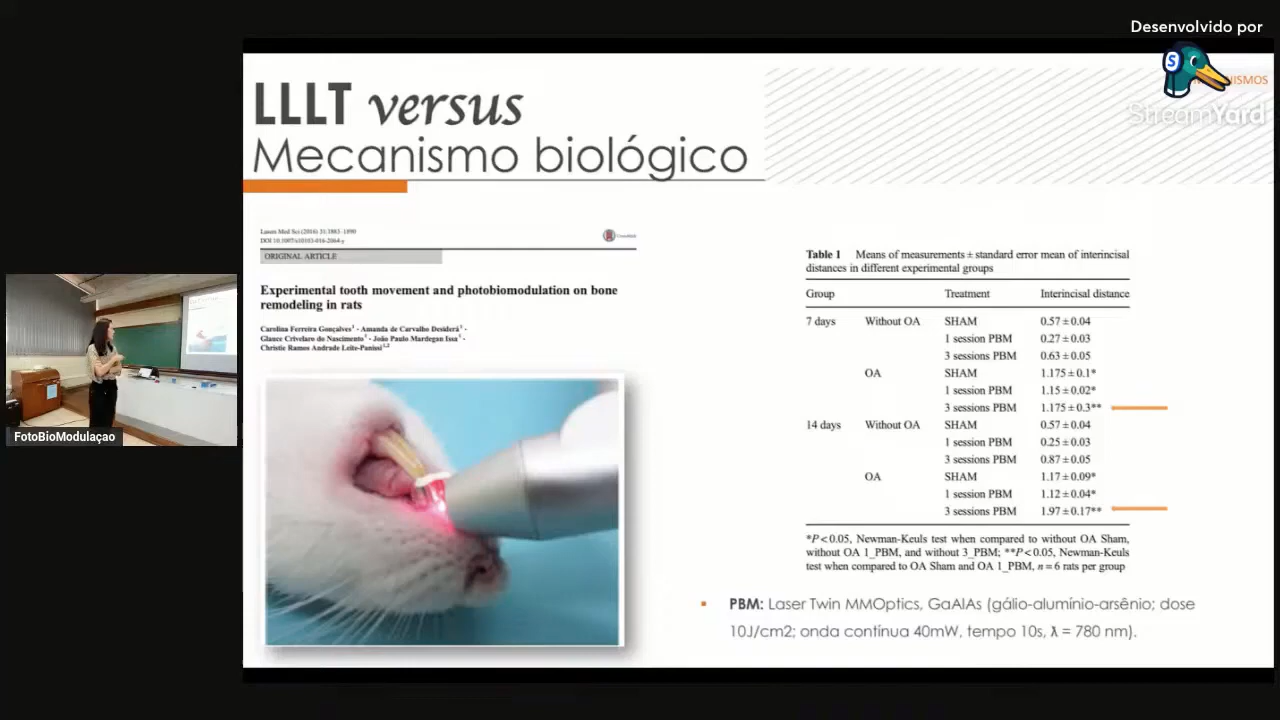 Desenvolvido por
StreamYard
LLLT versus
Mecanismo biológico
Lasers Med Sci (2016) 31:1883–1890
DOI 10.1007/s10103-016-2064-y
ORIGINAL ARTICLE
Experimental tooth movement and photobiomodulation on bone
remodeling in rats
Carolina Ferreira Gonçalves¹ · Amanda de Carvalho Desiderá¹ ·
Glauce Crivelaro do Nascimento¹ · João Paulo Mardegan Issa¹ ·
Christie Ramos Andrade Leite-Panissi¹,²
Table 1 Means of measurements ± standard error mean of interincisal
distances in different experimental groups
Group Treatment Interincisal distance
7 days Without OA SHAM 0.57 ± 0.04
1 session PBM 0.27 ± 0.03
3 sessions PBM 0.63 ± 0.05
OA SHAM 1.175 ± 0.1*
1 session PBM 1.15 ± 0.02*
3 sessions PBM 1.175 ± 0.3**
14 days Without OA SHAM 0.57 ± 0.04
1 session PBM 0.25 ± 0.03
3 sessions PBM 0.87 ± 0.05
OA SHAM 1.17 ± 0.09*
1 session PBM 1.12 ± 0.04*
3 sessions PBM 1.97 ± 0.17**
*P < 0.05, Newman-Keuls test when compared to without OA Sham,
without OA 1_PBM, and without 3_PBM; **P < 0.05, Newman-Keuls
test when compared to OA Sham and OA 1_PBM, n = 6 rats per group
▪ PBM: Laser Twin MMOptics, GaAlAs (gálio-alumínio-arsênio; dose
10J/cm2; onda contínua 40mW, tempo 10s, λ = 780 nm).
FotoBioModulaçao